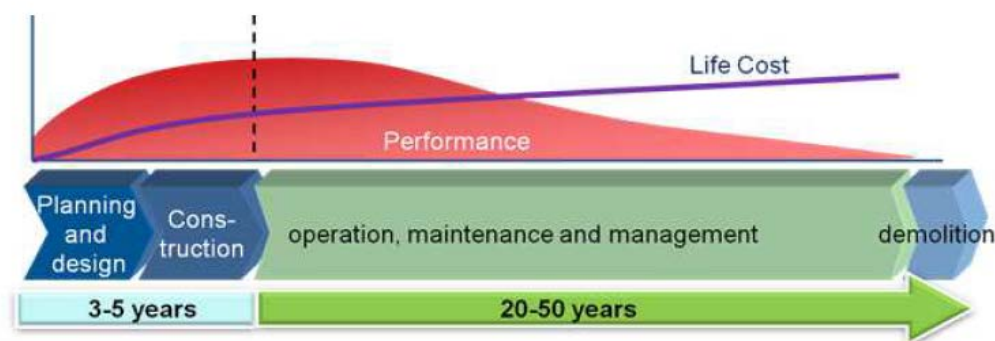 Life Cost
Performance
Planning
and
design
Cons-
truction
operation, maintenance and management
demolition
3-5 years
20-50 years